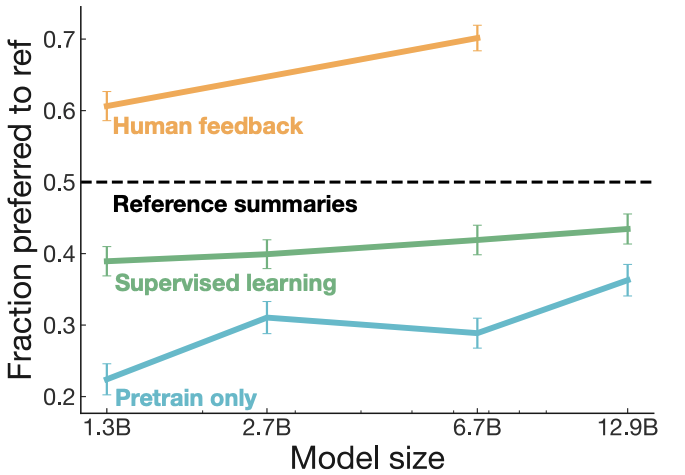 Fraction preferred to ref
0.7
0.6
0.5
0.4
0.3
0.2
Human feedback
Reference summaries
Supervised learning
Pretrain only
1.3B 2.7B 6.7B 12.9B
Model size